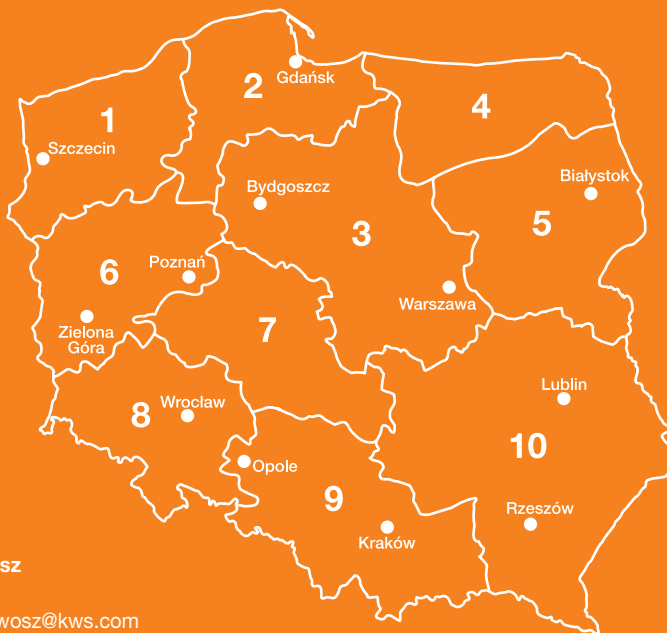 2
Gdańsk
1
4
Szczecin
Białystok
Bydgoszcz
5
3
Poznań
6
Warszawa
7
Zielona
Góra
Lublin
8
Wrocław
10
Opole
9
Rzeszów
Kraków
sz
wosz@kws.com